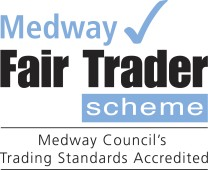 Medway
Fair Trader
scheme
Medway Council's
Trading Standards Accredited